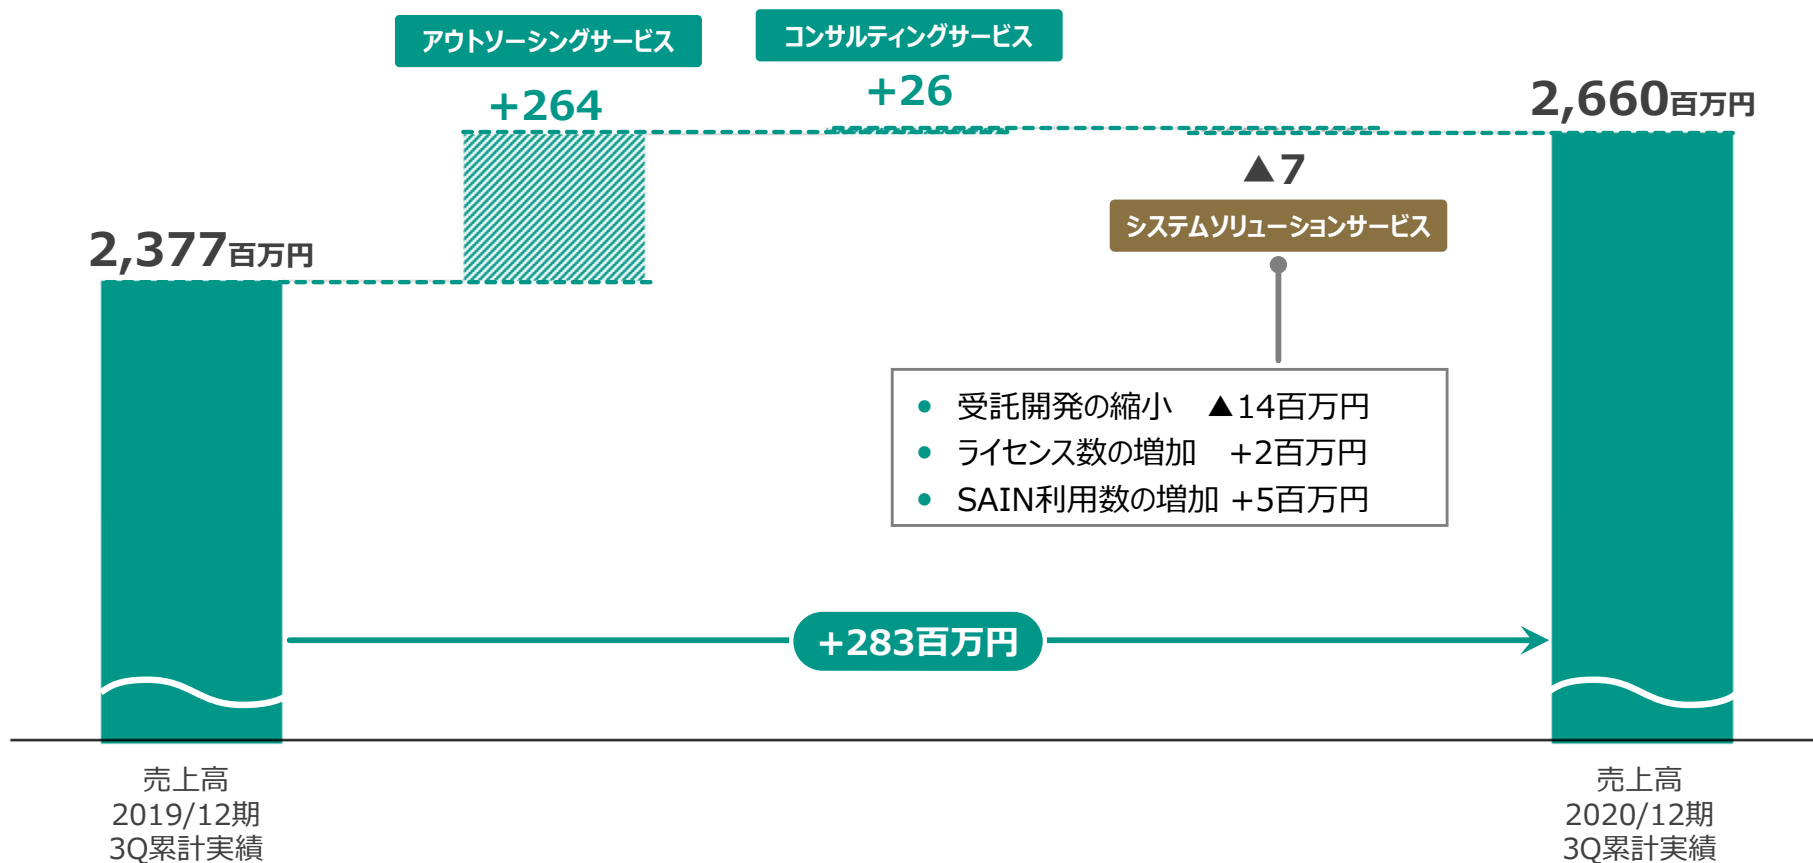 アウトソーシングサービス
+264
コンサルティングサービス
+26
2,660百万円
▲7
システムソリューションサービス
2,377百万円
• 受託開発の縮小 ▲14百万円
• ライセンス数の増加 +2百万円
• SAIN利用数の増加 +5百万円
+283百万円
売上高
2019/12期
3Q累計実績
売上高
2020/12期
3Q累計実績